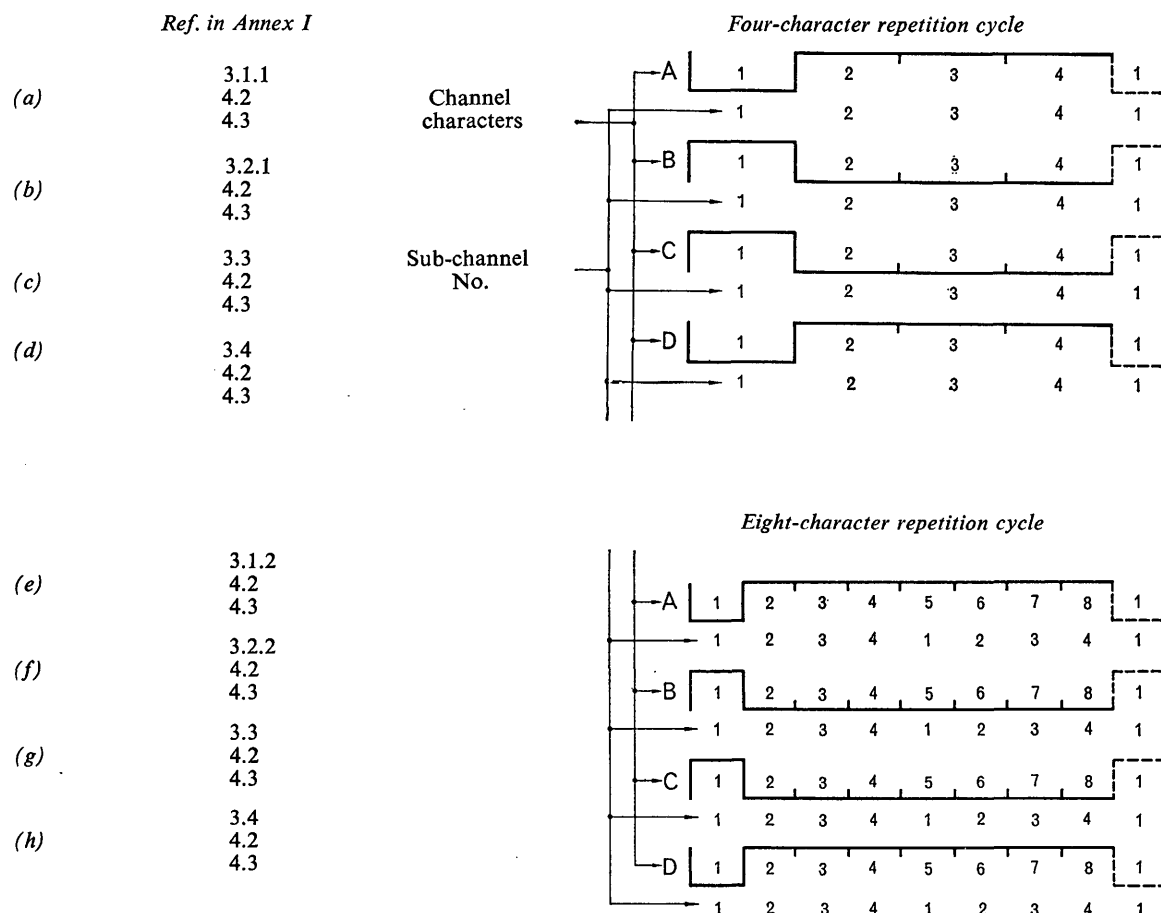 Ref. in Annex I
Four-character repetition cycle
(a)
3.1.1
4.2
4.3
Channel
characters
A 1 2 3 4 1
1 2 3 4 1
(b)
3.2.1
4.2
4.3
B 1 2 3 4 1
1 2 3 4 1
(c)
3.3
4.2
4.3
Sub-channel
No.
C 1 2 3 4 1
1 2 3 4 1
(d)
3.4
4.2
4.3
D 1 2 3 4 1
1 2 3 4 1
Eight-character repetition cycle
(e)
3.1.2
4.2
4.3
A 1 2 3 4 5 6 7 8 1
1 2 3 4 1 2 3 4 1
(f)
3.2.2
4.2
4.3
B 1 2 3 4 5 6 7 8 1
1 2 3 4 1 2 3 4 1
(g)
3.3
4.2
4.3
C 1 2 3 4 5 6 7 8 1
1 2 3 4 1 2 3 4 1
(h)
3.4
4.2
4.3
D 1 2 3 4 5 6 7 8 1
1 2 3 4 1 2 3 4 1